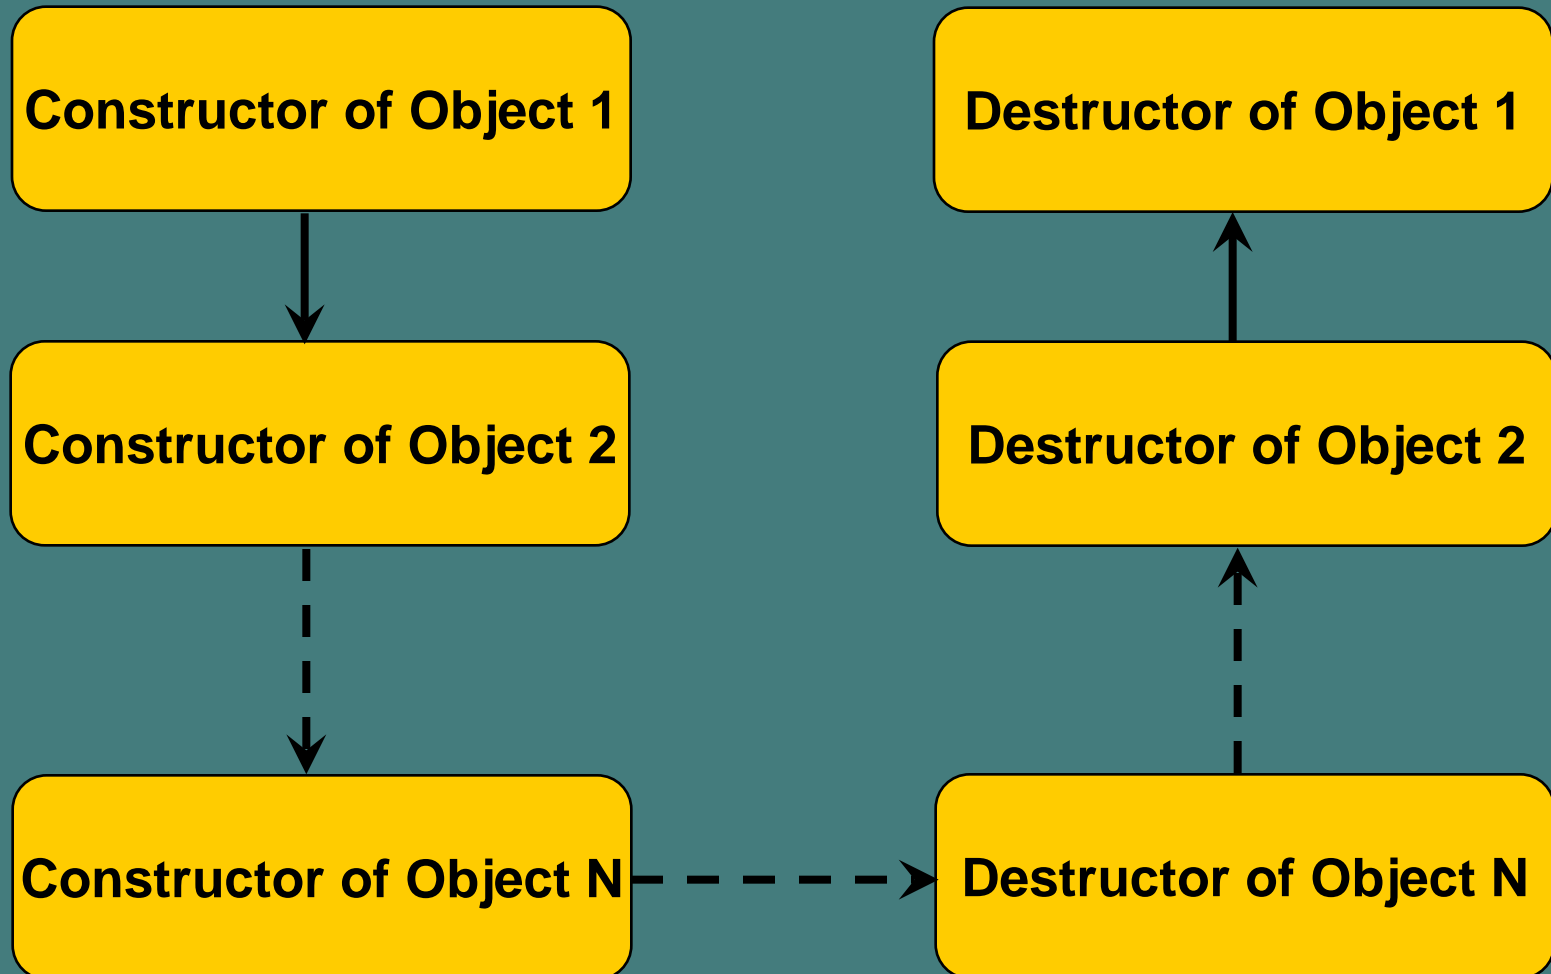 Constructor of Object 1
Destructor of Object 1
Constructor of Object 2
Destructor of Object 2
Constructor of Object N
Destructor of Object N